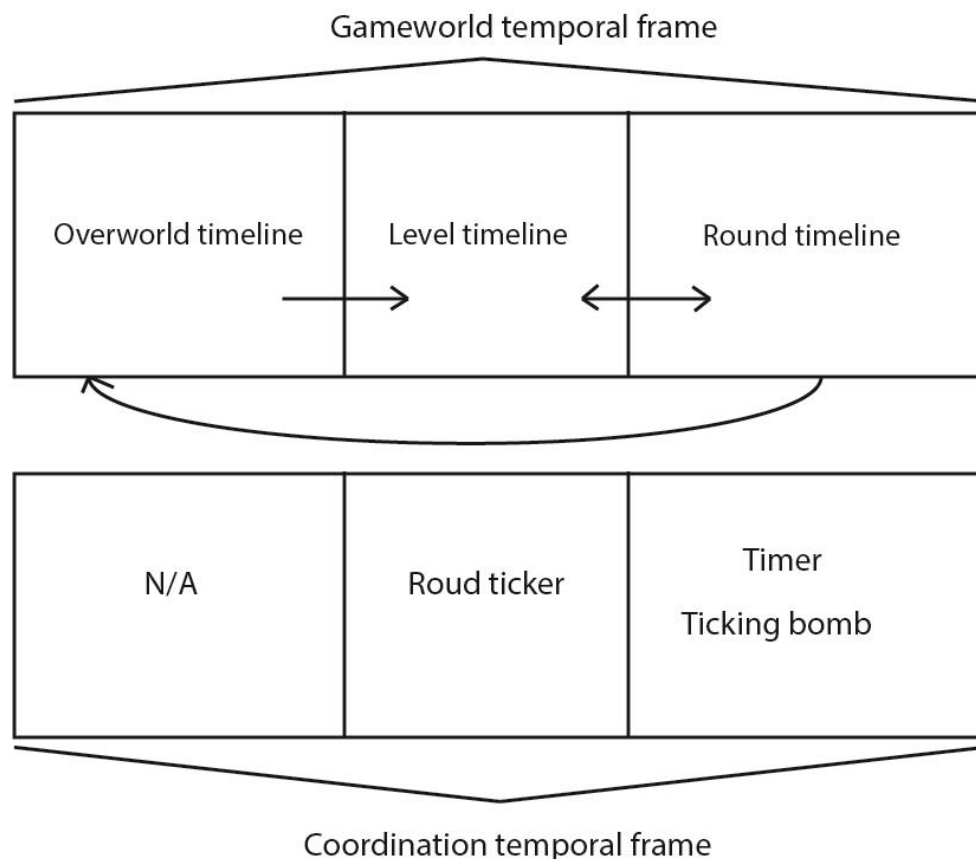 Gameworld temporal frame
Overworld timeline
Level timeline
Round timeline
N/A
Roud ticker
Timer
Ticking bomb
Coordination temporal frame